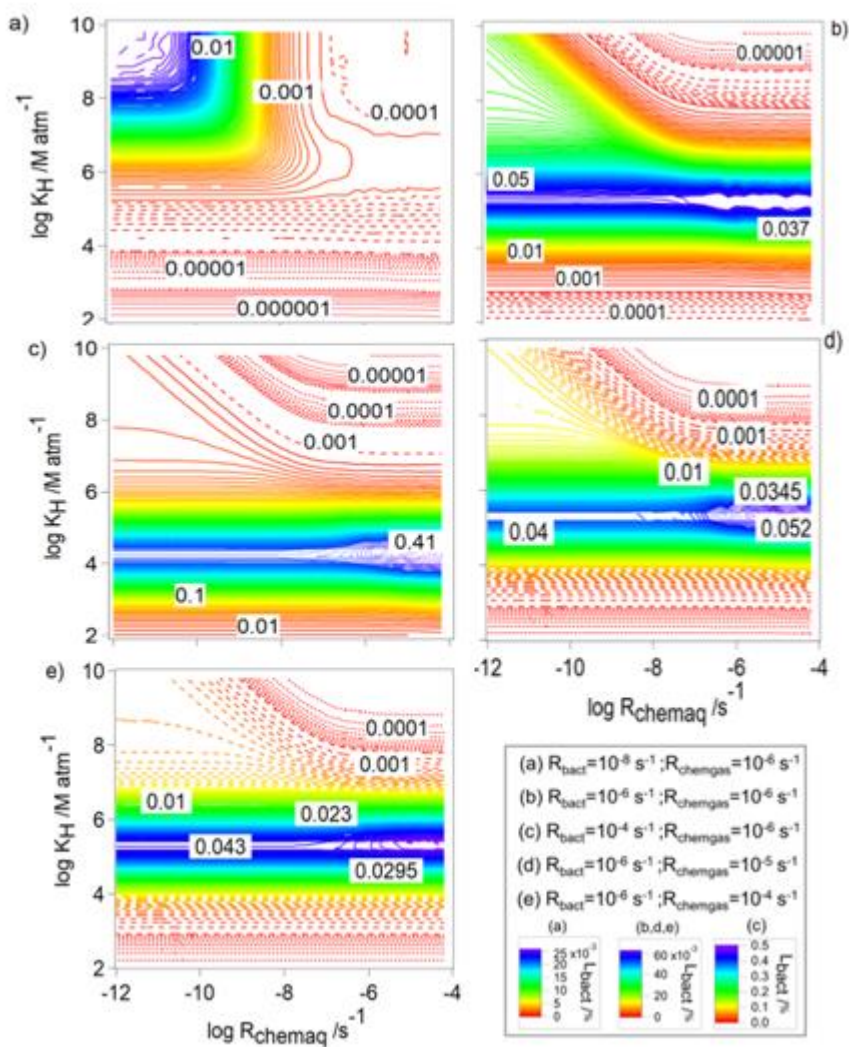 a)
10
8
6
4
2
log K_H /M atm⁻¹
0.01
0.001
0.0001
0.00001
0.000001
b)
0.00001
0.05
0.037
0.01
0.001
0.0001
c)
10
8
6
4
2
log K_H /M atm⁻¹
0.00001
0.0001
0.001
0.41
0.1
0.01
d)
0.0001
0.001
0.01
0.0345
0.04
0.052
-12 -10 -8 -6 -4
log R_chemaq /s⁻¹
e)
10
8
6
4
2
log K_H /M atm⁻¹
0.0001
0.001
0.01
0.023
0.043
0.0295
-12 -10 -8 -6 -4
log R_chemaq /s⁻¹
(a) R_bact=10⁻⁸ s⁻¹ ;R_chemgas=10⁻⁶ s⁻¹
(b) R_bact=10⁻⁶ s⁻¹ ;R_chemgas=10⁻⁶ s⁻¹
(c) R_bact=10⁻⁴ s⁻¹ ;R_chemgas=10⁻⁶ s⁻¹
(d) R_bact=10⁻⁶ s⁻¹ ;R_chemgas=10⁻⁵ s⁻¹
(e) R_bact=10⁻⁶ s⁻¹ ;R_chemgas=10⁻⁴ s⁻¹
(a)
25 x10⁻³
20
15
10
5
0
L_bact /%
(b,d,e)
60 x10⁻³
40
20
0
L_bact /%
(c)
0.5
0.4
0.3
0.2
0.1
0.0
L_bact /%